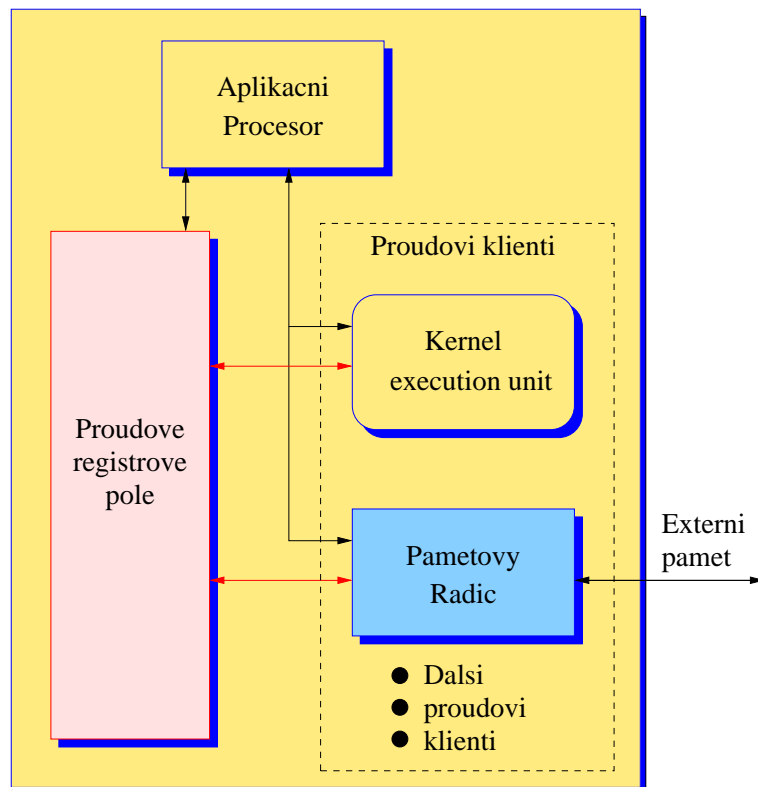 Aplikacni
Procesor
Proudovi klienti
Kernel
execution unit
Proudove
registrove
pole
Pametovy
Radic
Externi
pamet
Dalsi
proudovi
klienti